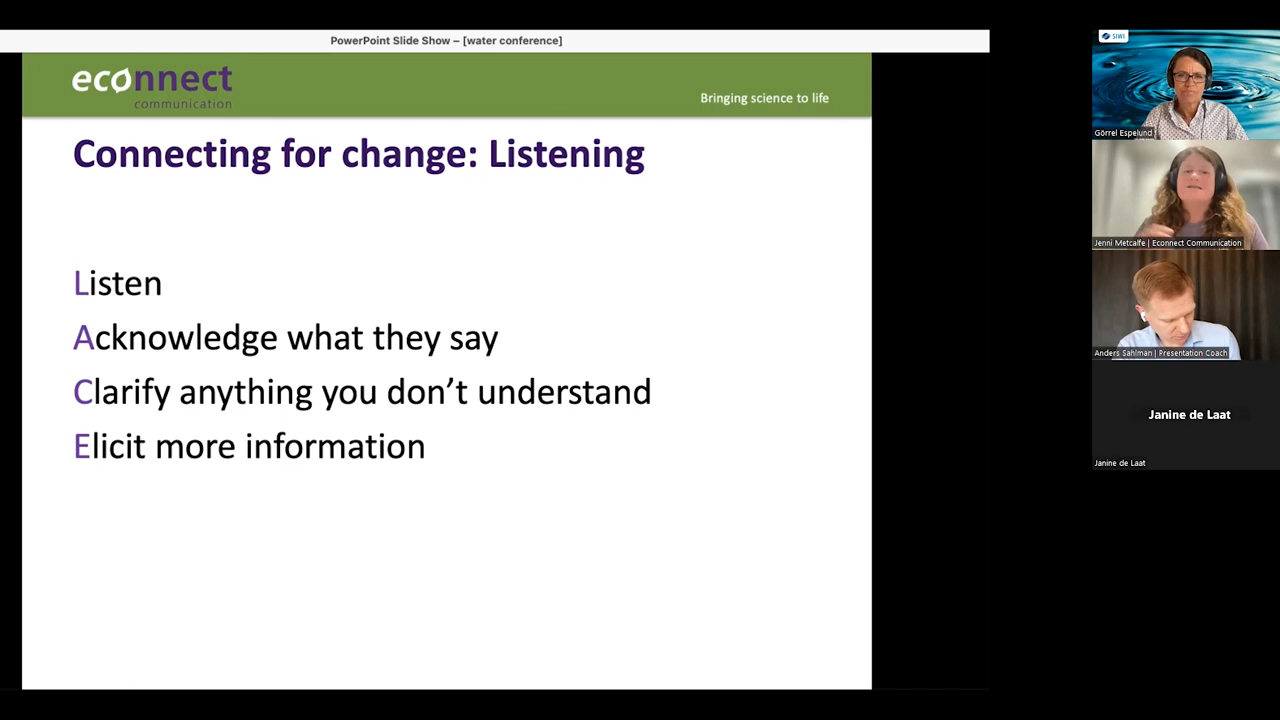 PowerPoint Slide Show – [water conference]
econnect
communication
Bringing science to life
Connecting for change: Listening
Listen
Acknowledge what they say
Clarify anything you don't understand
Elicit more information
SIWI
Görrel Espelund
Jenni Metcalfe | Econnect Communication
Anders Sahlman | Presentation Coach
Janine de Laat
Janine de Laat